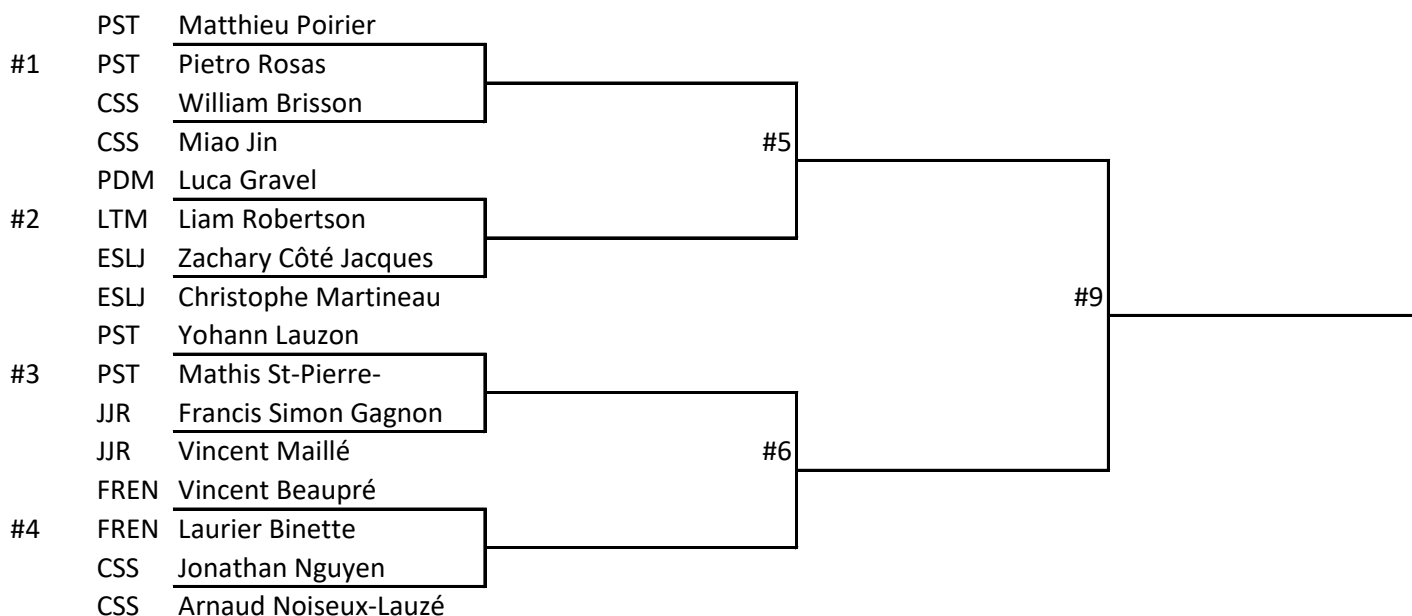 PST Matthieu Poirier
#1 PST Pietro Rosas
CSS William Brisson
CSS Miao Jin #5
PDM Luca Gravel
#2 LTM Liam Robertson
ESLJ Zachary Côté Jacques
ESLJ Christophe Martineau #9
PST Yohann Lauzon
#3 PST Mathis St-Pierre-
JJR Francis Simon Gagnon
JJR Vincent Maillé #6
FREN Vincent Beaupré
#4 FREN Laurier Binette
CSS Jonathan Nguyen
CSS Arnaud Noiseux-Lauzé